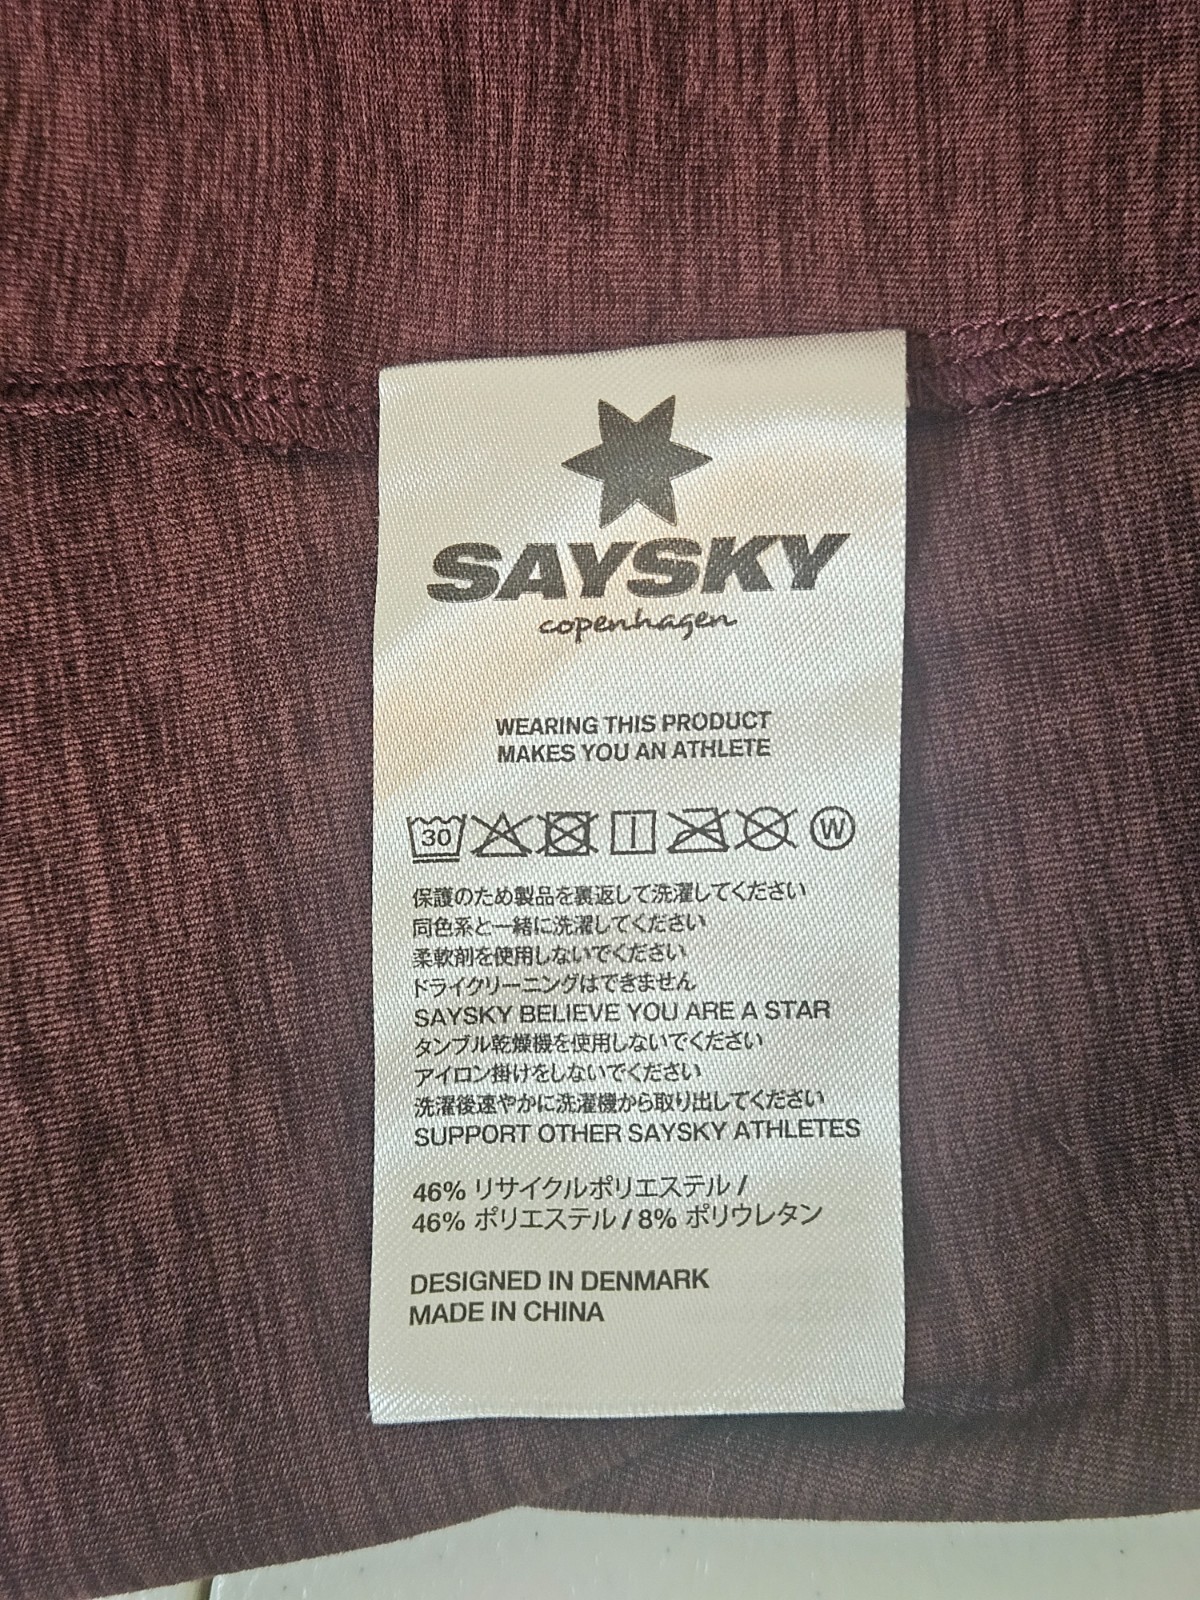 SAYSKY
copenhagen
WEARING THIS PRODUCT
MAKES YOU AN ATHLETE
30 W
保護のため製品を裏返して洗濯してください
同色系と一緒に洗濯してください
柔軟剤を使用しないでください
ドライクリーニングはできません
SAYSKY BELIEVE YOU ARE A STAR
タンブル乾燥機を使用しないでください
アイロン掛けをしないでください
洗濯後速やかに洗濯機から取り出してください
SUPPORT OTHER SAYSKY ATHLETES
46% リサイクルポリエステル /
46% ポリエステル / 8% ポリウレタン
DESIGNED IN DENMARK
MADE IN CHINA